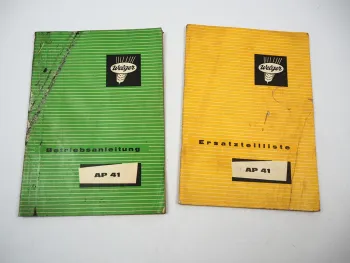 Welger
Betriebsanleitung
AP 41
Welger
Ersatzteilliste
AP 41